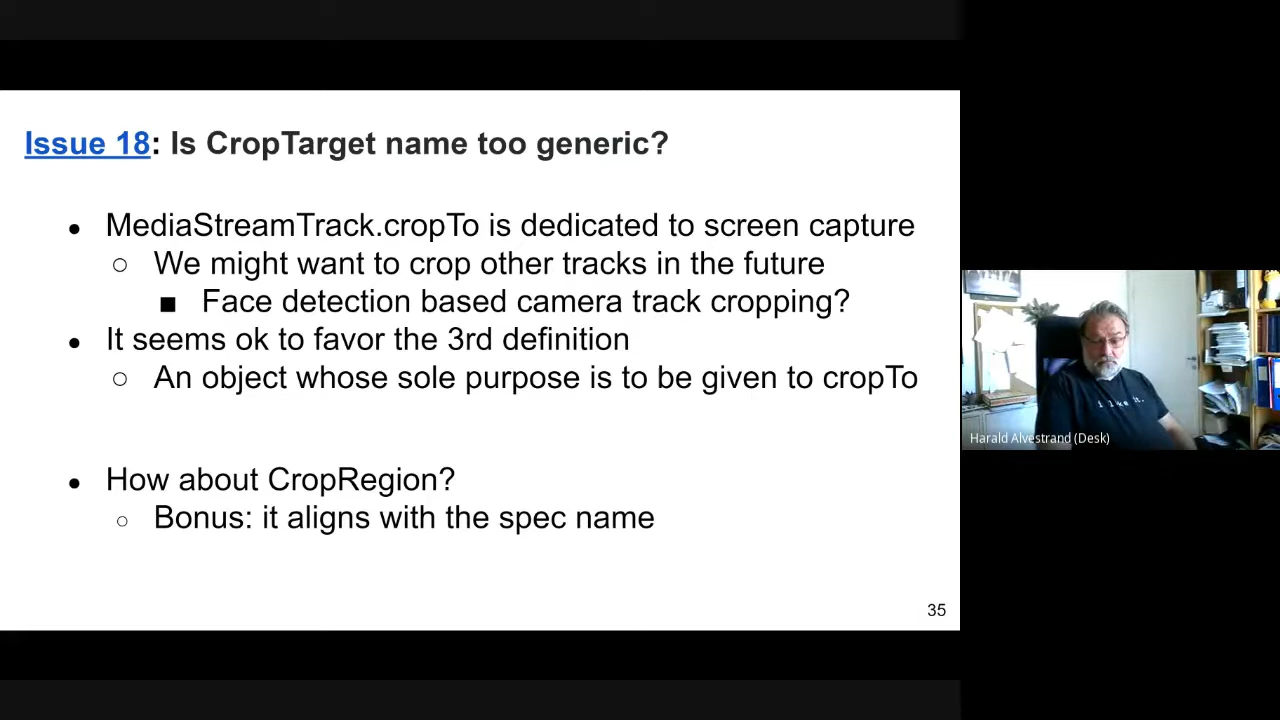 Issue 18: Is CropTarget name too generic?
● MediaStreamTrack.cropTo is dedicated to screen capture
○ We might want to crop other tracks in the future
■ Face detection based camera track cropping?
● It seems ok to favor the 3rd definition
○ An object whose sole purpose is to be given to cropTo
● How about CropRegion?
○ Bonus: it aligns with the spec name
35
i like it.
Harald Alvestrand (Desk)